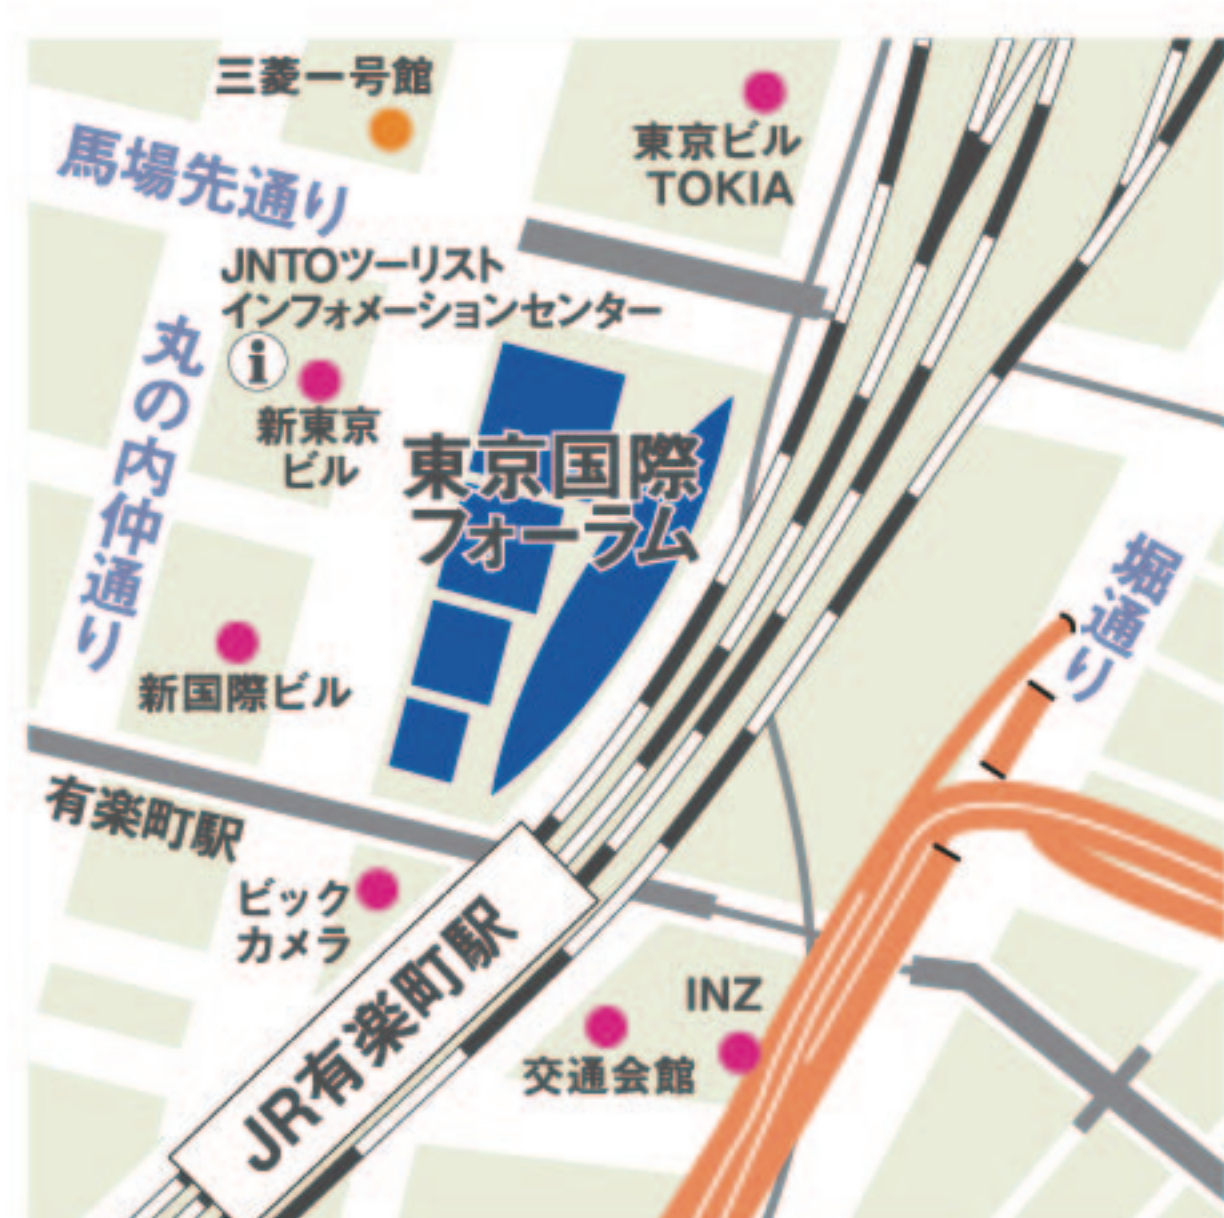 三菱一号館
東京ビル
TOKIA
馬場先通り
JNTOツーリスト
インフォメーションセンター
i
新東京
ビル
丸の内仲通り
東京国際
フォーラム
堀通り
新国際ビル
有楽町駅
ビック
カメラ
JR有楽町駅
INZ
交通会館